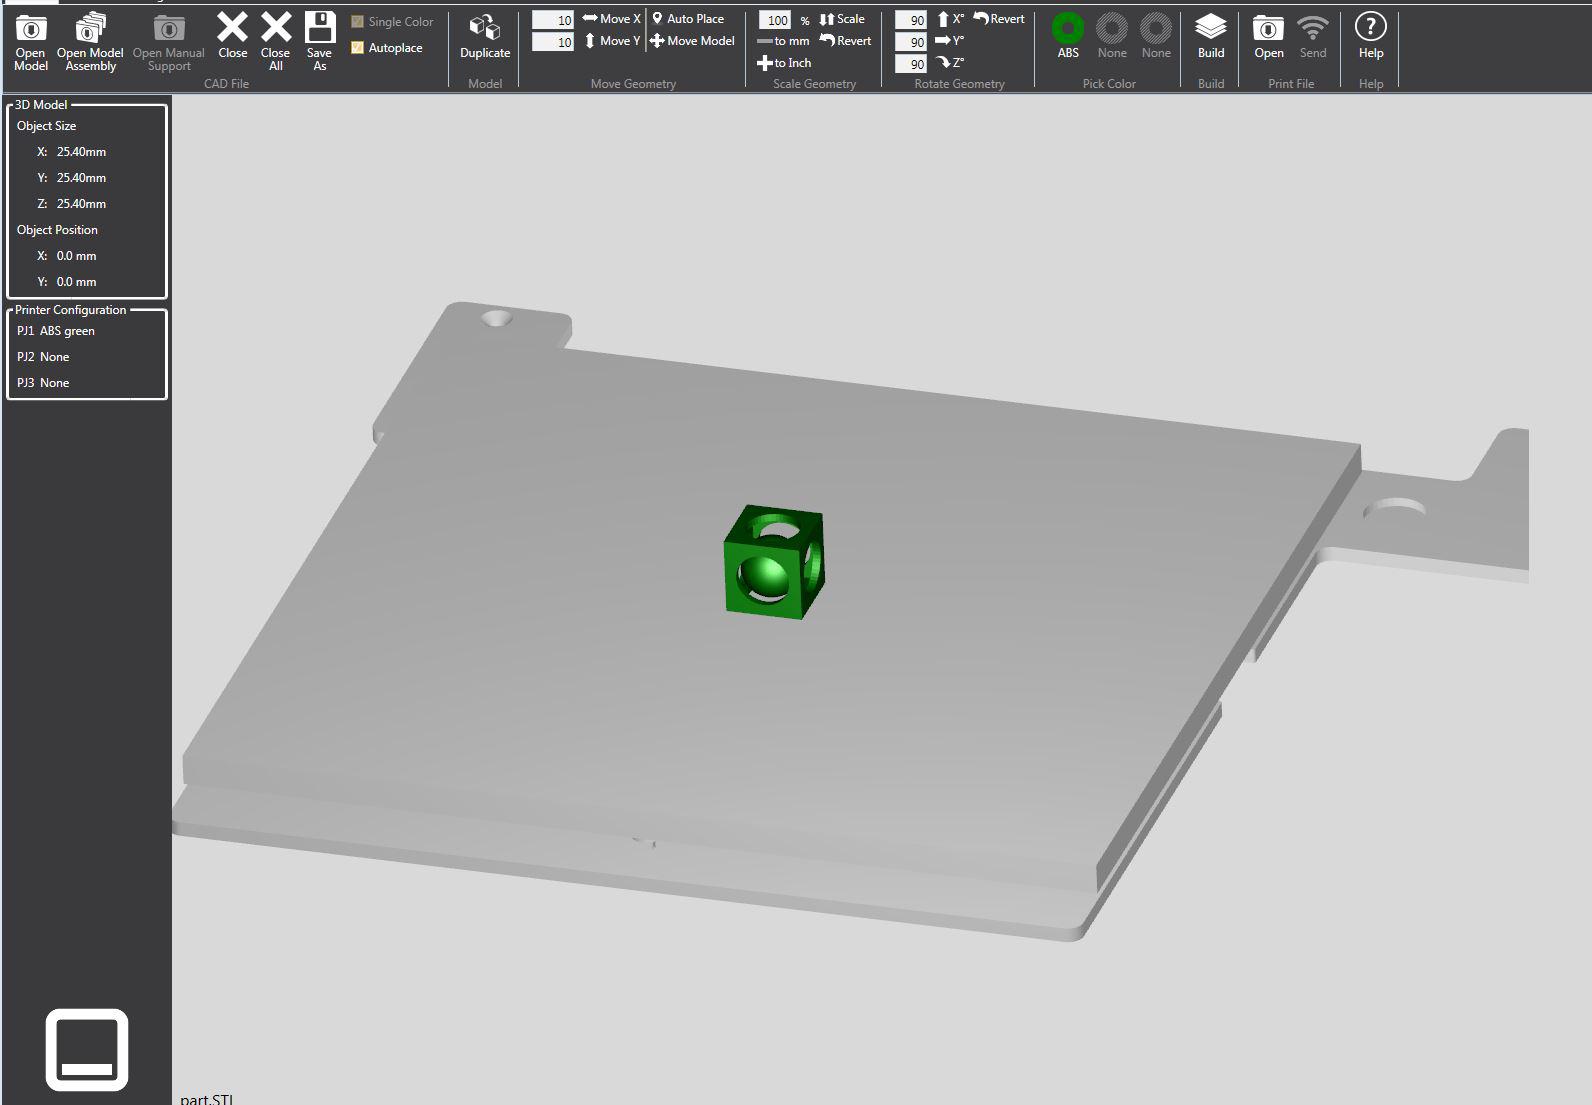 Open Model
Open Model Assembly
Open Manual Support
Close
Close All
Save As
Single Color
Autoplace
CAD File
Duplicate
Model
10 Move X
10 Move Y
Auto Place
Move Model
Move Geometry
100 % Scale
to mm Revert
to Inch
Scale Geometry
90 X° Revert
90 Y°
90 Z°
Rotate Geometry
ABS
None
None
Pick Color
Build
Build
Open
Send
Print File
Help
Help
3D Model
Object Size
X: 25.40mm
Y: 25.40mm
Z: 25.40mm
Object Position
X: 0.0 mm
Y: 0.0 mm
Printer Configuration
PJ1 ABS green
PJ2 None
PJ3 None
part.STL